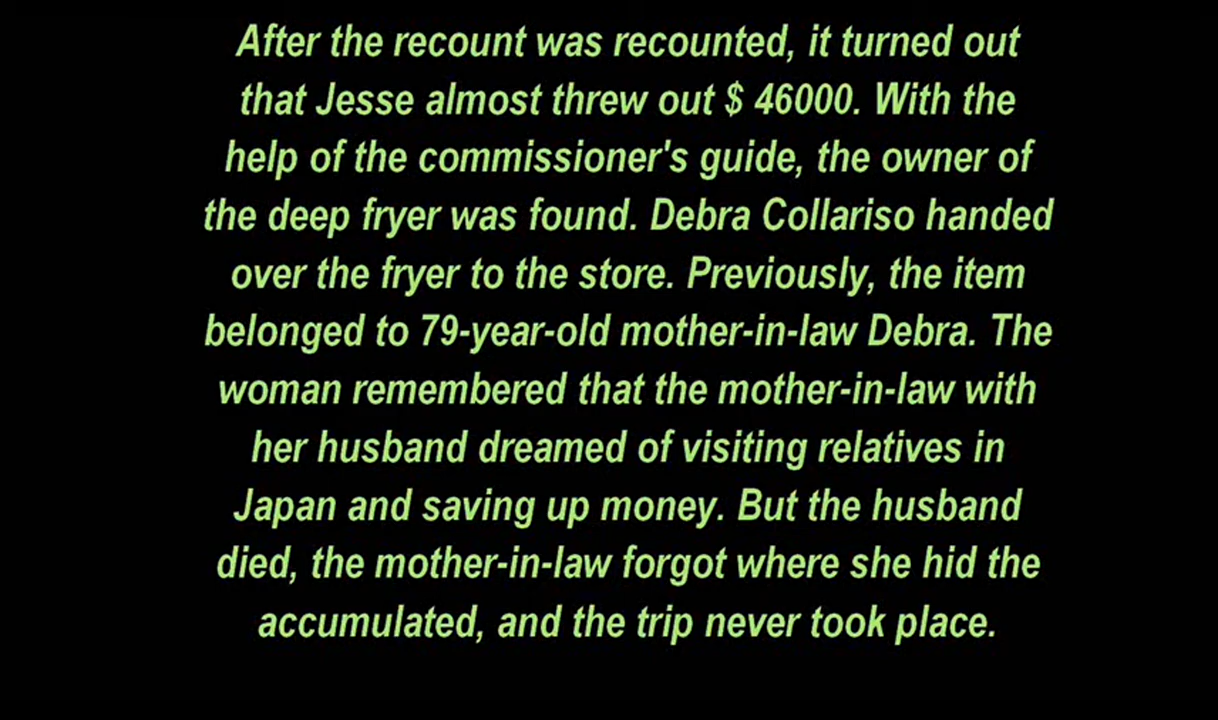 After the recount was recounted, it turned out
that Jesse almost threw out $ 46000. With the
help of the commissioner's guide, the owner of
the deep fryer was found. Debra Collariso handed
over the fryer to the store. Previously, the item
belonged to 79-year-old mother-in-law Debra. The
woman remembered that the mother-in-law with
her husband dreamed of visiting relatives in
Japan and saving up money. But the husband
died, the mother-in-law forgot where she hid the
accumulated, and the trip never took place.